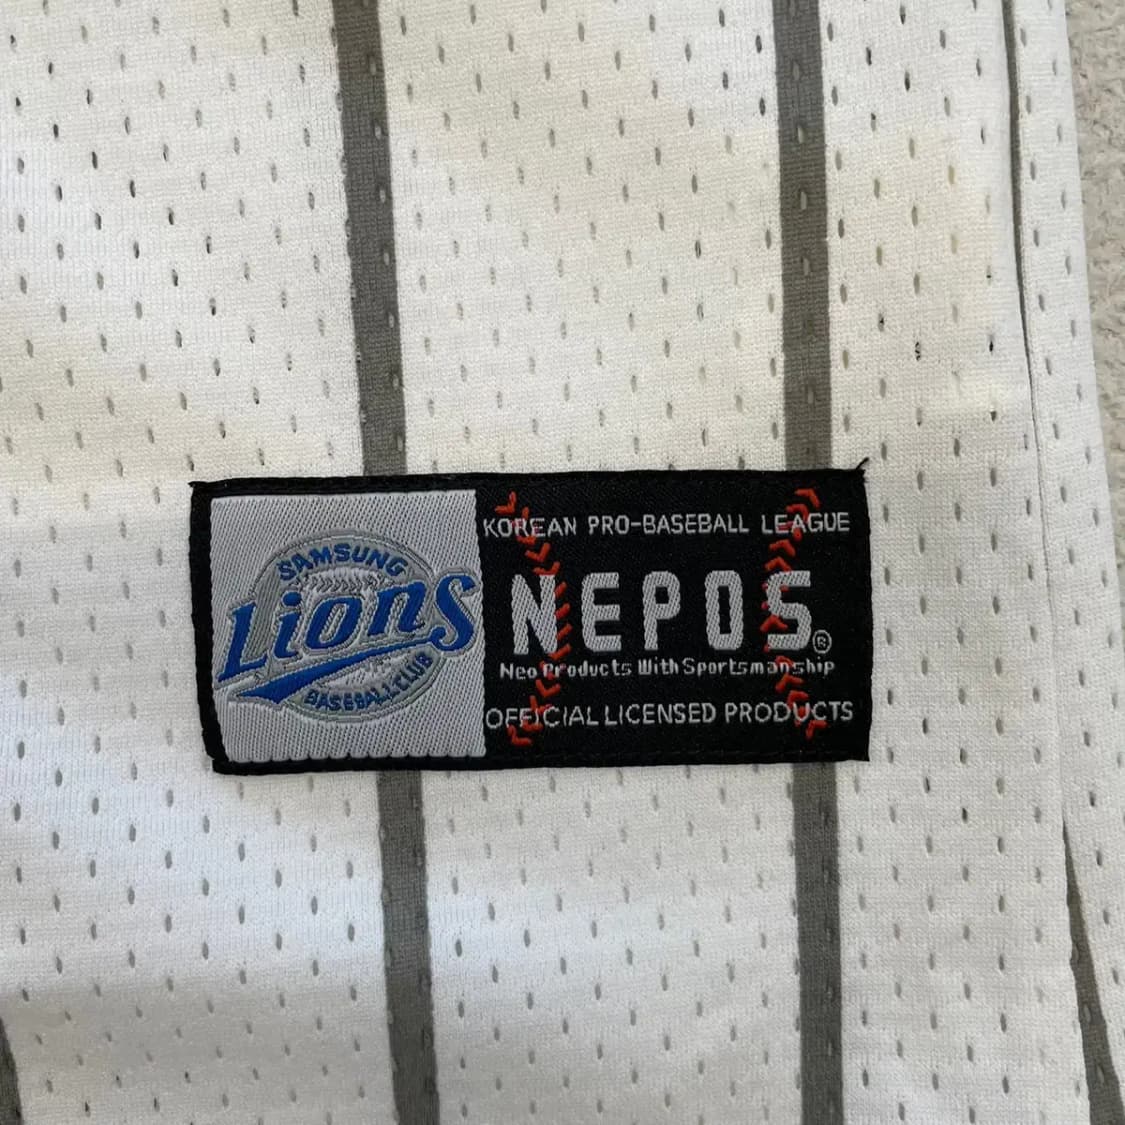 SAMSUNG
Lions
BASEBALL CLUB
KOREAN PRO-BASEBALL LEAGUE
NEPOS®
Neo Products With Sportsmanship
OFFICIAL LICENSED PRODUCTS